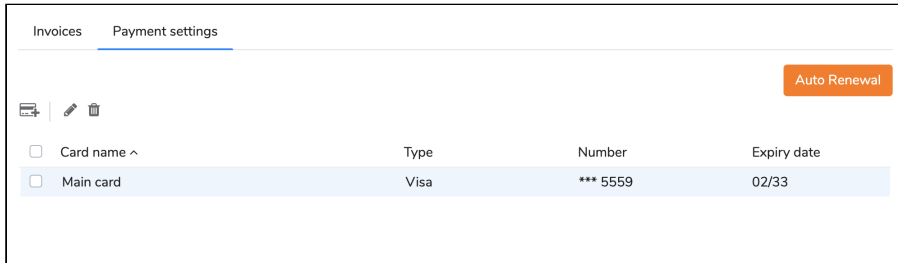 Invoices Payment settings
Auto Renewal
Card name Type Number Expiry date
Main card Visa *** 5559 02/33